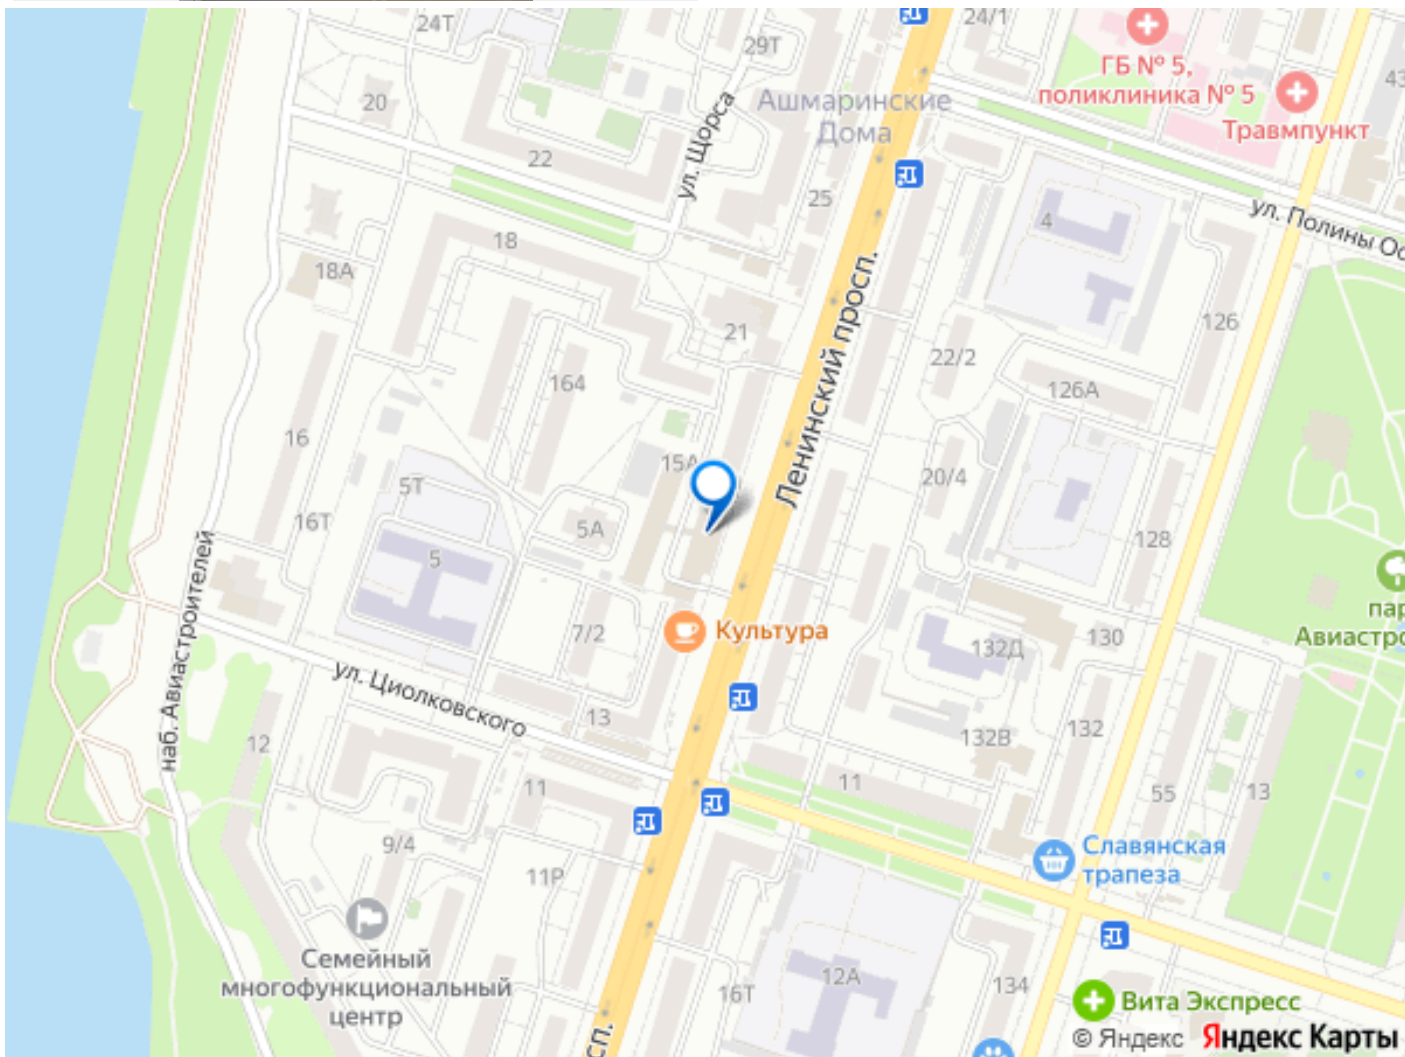 24Т
24/1
29Т
ГБ № 5,
поликлиника № 5
43
20
Ашмаринские
Дома
Травмпункт
ул. Щорса
22
25
4
ул. Полины Ос
18
18А
Ленинский просп.
21
126
22/2
164
126А
16
15А
20/4
5Т
16Т
5А
128
5
наб. Авиастроителей
пар
Авиастро
7/2
Культура
130
132Д
ул. Циолковского
13
132
132В
12
11
11
55
13
9/4
Славянская
трапеза
11Р
Семейный
многофункциональный
центр
12А
16Т
134
Вита Экспресс
сп.
© Яндекс Яндекс Карты